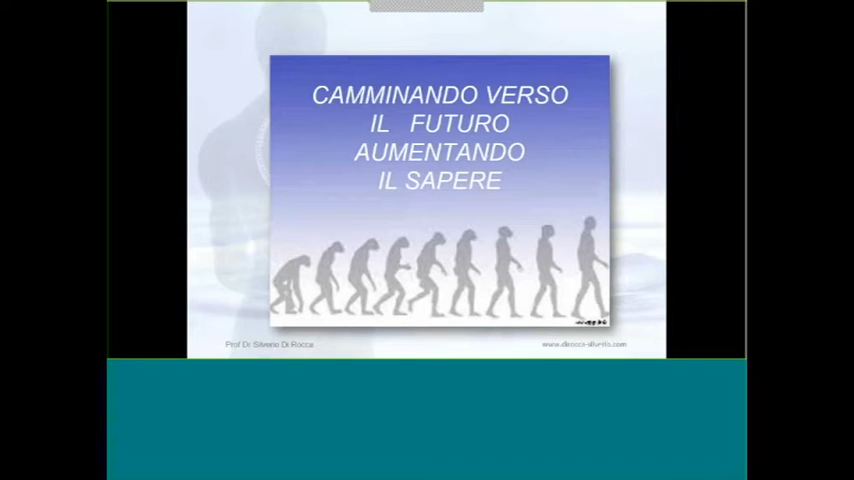 CAMMINANDO VERSO
IL FUTURO
AUMENTANDO
IL SAPERE
Prof Dr Silverio Di Rocca